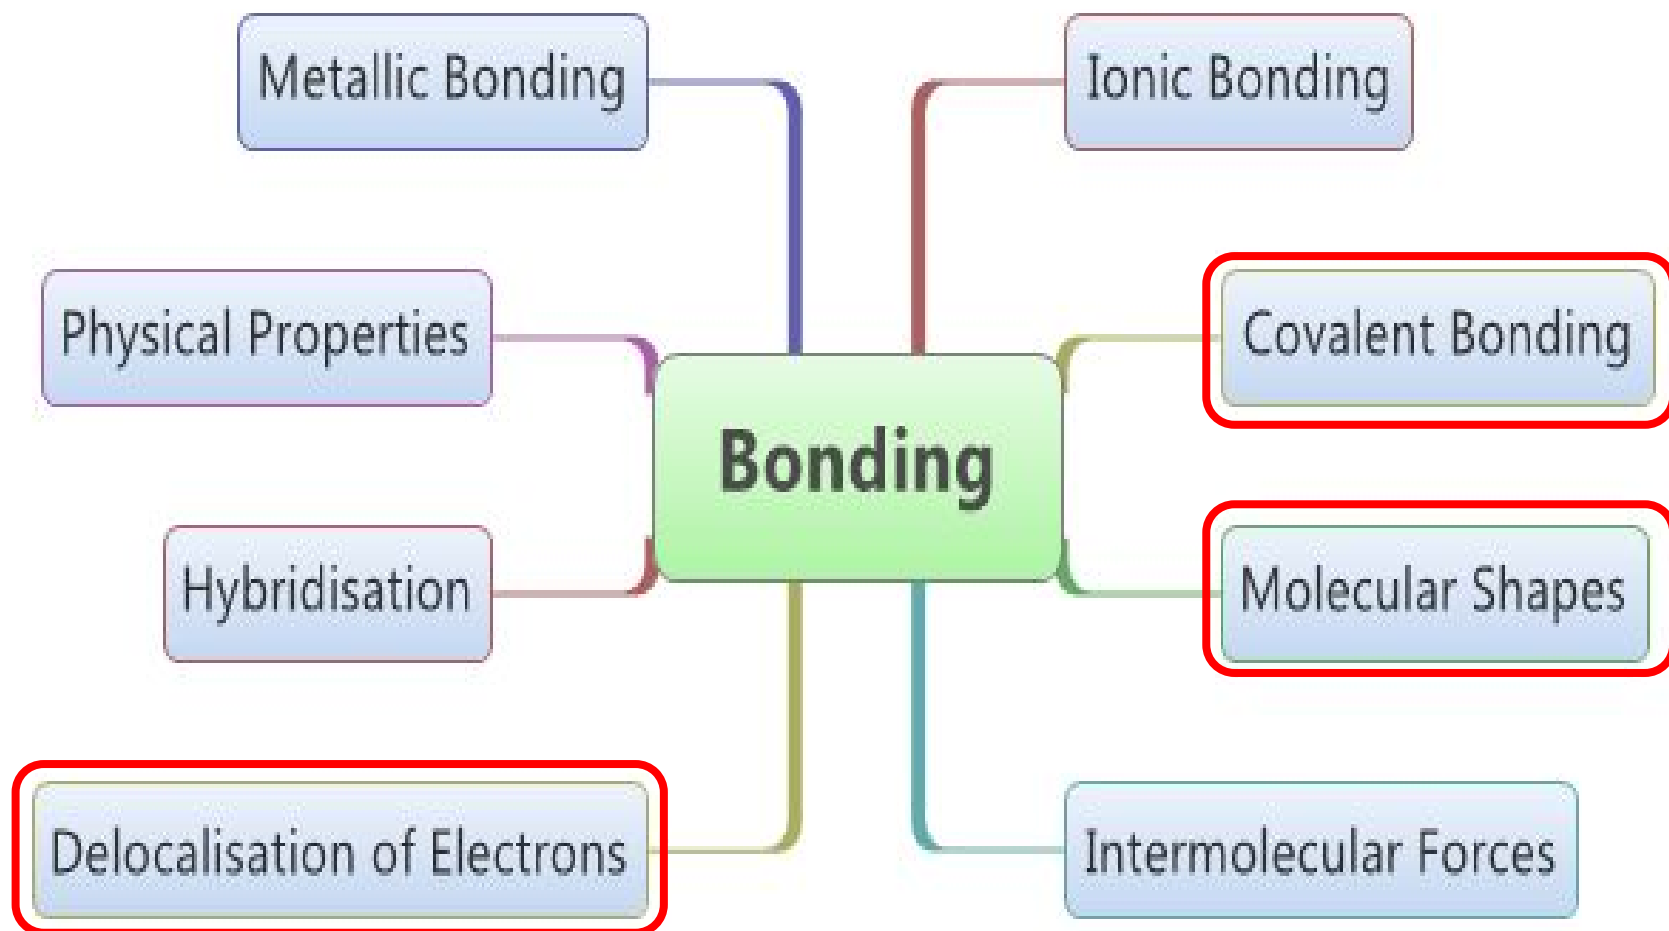 Metallic Bonding
Ionic Bonding
Physical Properties
Covalent Bonding
Bonding
Hybridisation
Molecular Shapes
Delocalisation of Electrons
Intermolecular Forces